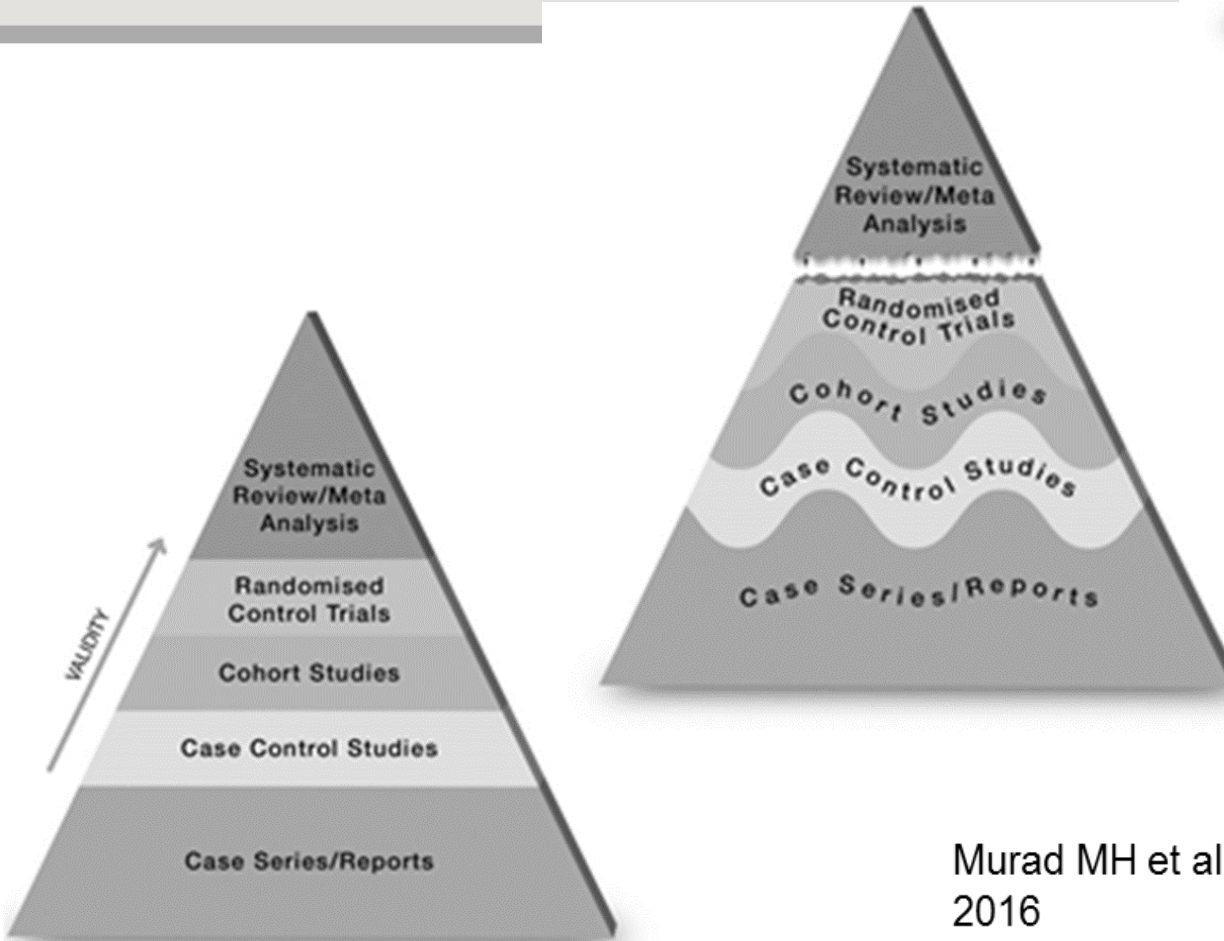 Systematic
Review/Meta
Analysis
Randomised
Control Trials
Cohort Studies
Case Control Studies
Case Series/Reports
VALIDITY
Systematic
Review/Meta
Analysis
Randomised
Control Trials
Cohort Studies
Case Control Studies
Case Series/Reports
Murad MH et al
2016